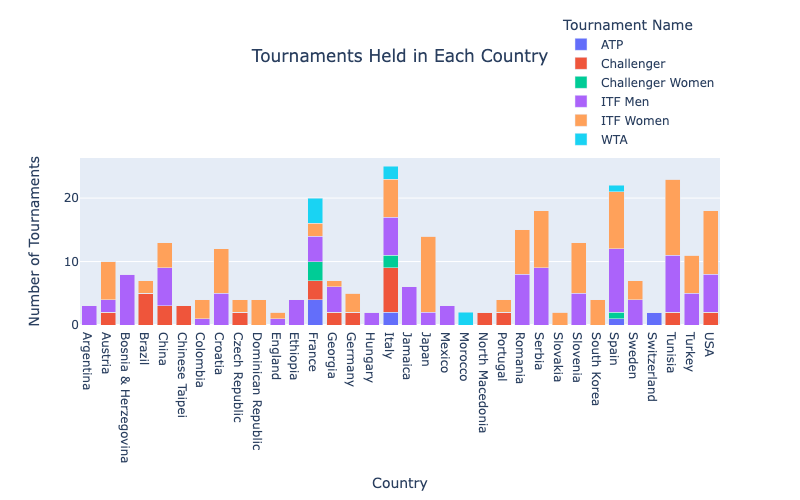 Tournament Name
ATP
Challenger
Challenger Women
ITF Men
ITF Women
WTA
Tournaments Held in Each Country
Number of Tournaments
20
10
0
Argentina
Austria
Bosnia & Herzegovina
Brazil
China
Chinese Taipei
Colombia
Croatia
Czech Republic
Dominican Republic
England
Ethiopia
France
Georgia
Germany
Hungary
Italy
Jamaica
Japan
Mexico
Morocco
North Macedonia
Portugal
Romania
Serbia
Slovakia
Slovenia
South Korea
Spain
Sweden
Switzerland
Tunisia
Turkey
USA
Country